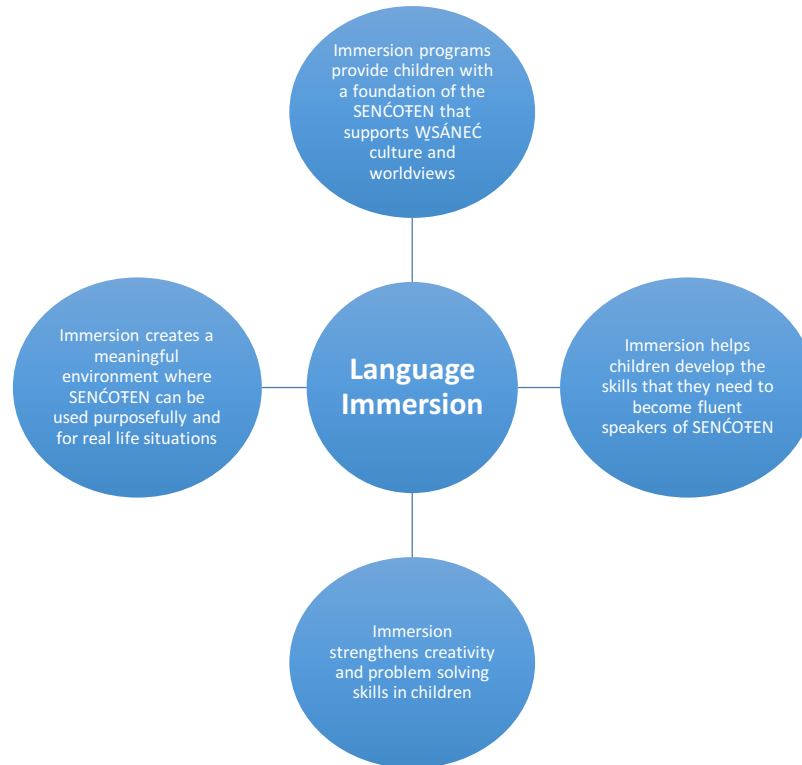 Immersion programs
provide children with
a foundation of the
SENĆOŦEN that
supports W̱SÁNEĆ
culture and
worldviews
Immersion creates a
meaningful
environment where
SENĆOŦEN can be
used purposefully and
for real life situations
Language
Immersion
Immersion helps
children develop the
skills that they need to
become fluent
speakers of SENĆOŦEN
Immersion
strengthens creativity
and problem solving
skills in children